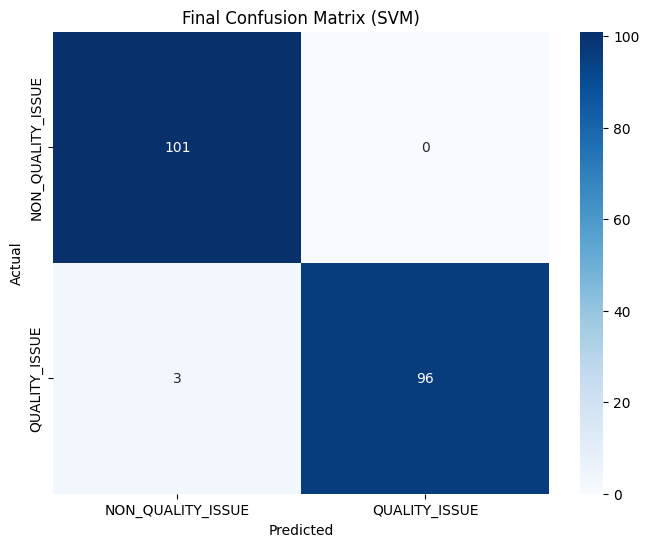 Final Confusion Matrix (SVM)
NON_QUALITY_ISSUE
QUALITY_ISSUE
Actual
101
0
3
96
NON_QUALITY_ISSUE
QUALITY_ISSUE
Predicted
100
80
60
40
20
0